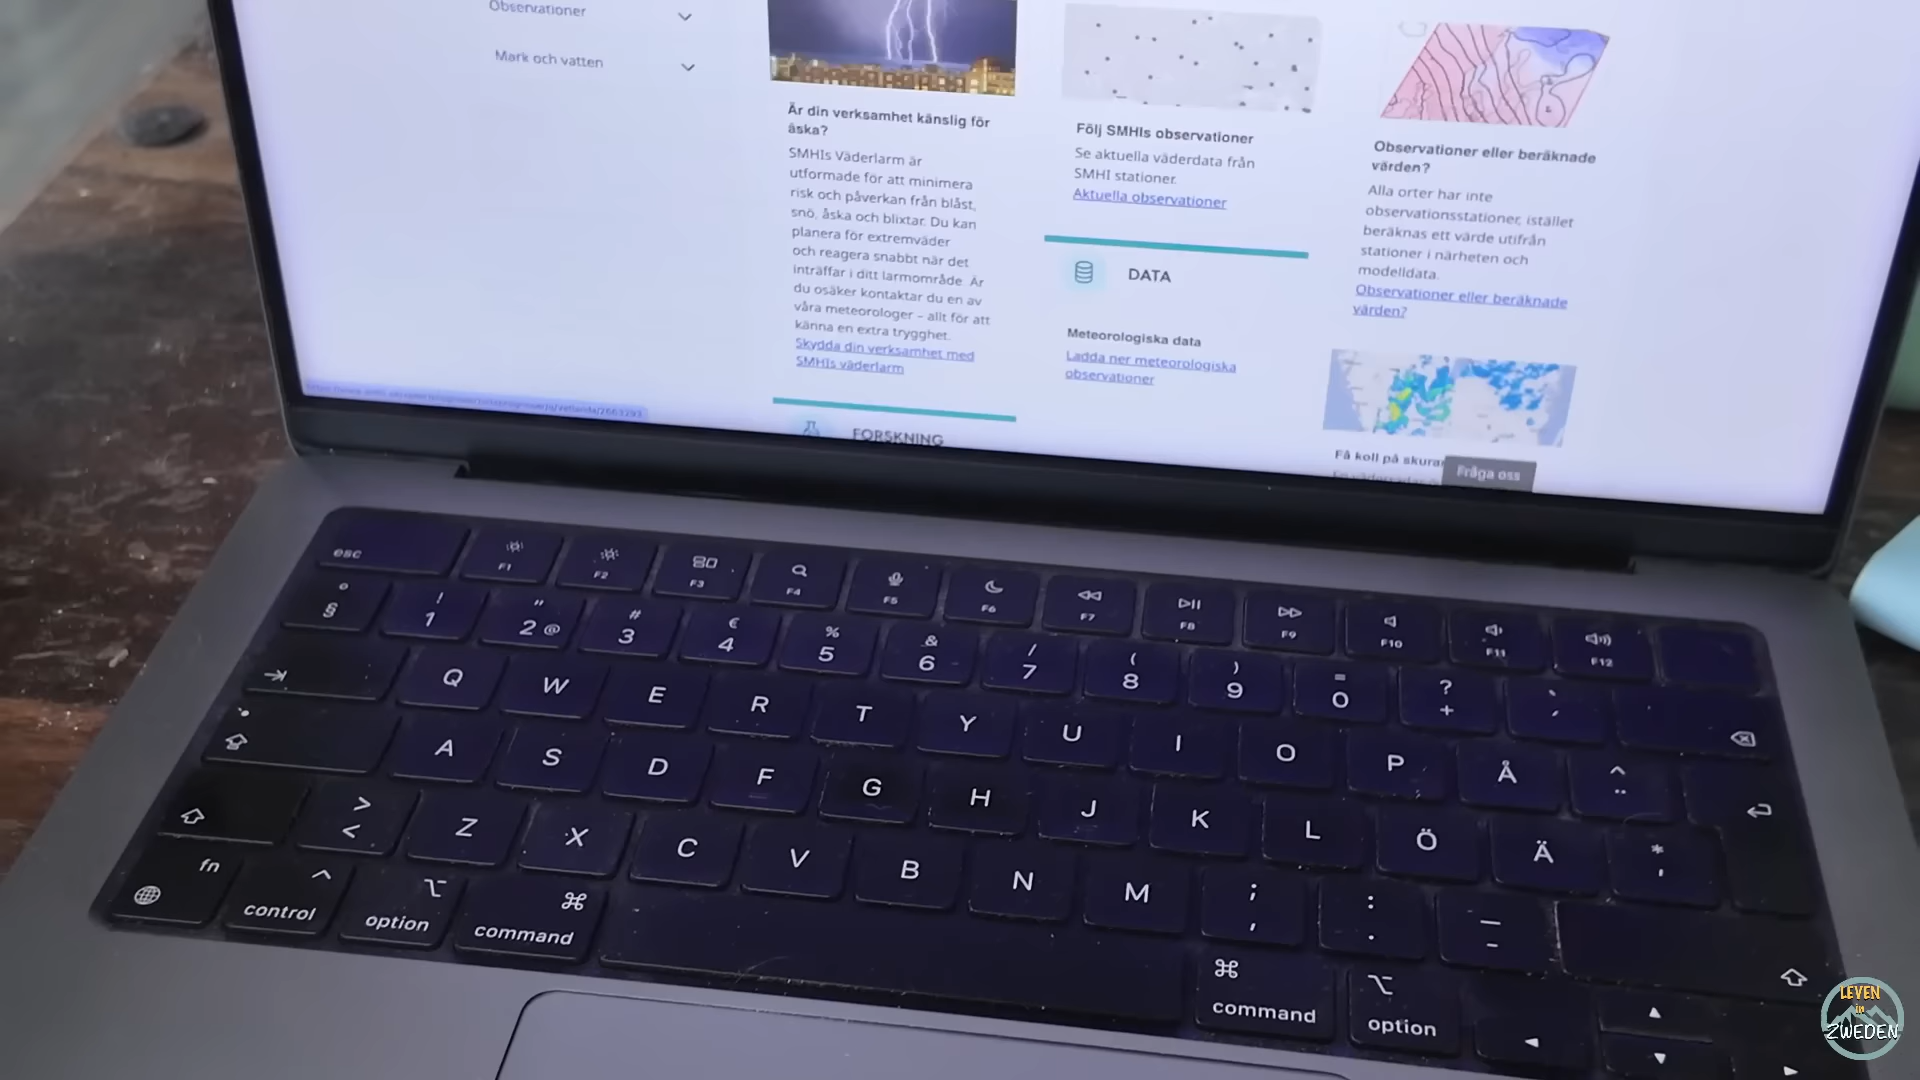 Observationer
Mark och vatten
Är din verksamhet känslig för
åska?
SMHIs Väderlarm är
utformade för att minimera
risk och påverkan från blåst,
snö, åska och blixtar. Du kan
planera för extremväder
och reagera snabbt när det
inträffar i ditt larmområde. Är
du osäker kontaktar du en av
våra meteorologer – allt för att
känna en extra trygghet.
Skydda din verksamhet med
SMHIs väderlarm
FORSKNING
Följ SMHIs observationer
Se aktuella väderdata från
SMHI stationer.
Aktuella observationer
DATA
Meteorologiska data
Ladda ner meteorologiska
observationer
Observationer eller beräknade
värden?
Alla orter har inte
observationsstationer, istället
beräknas ett värde utifrån
stationer i närheten och
modelldata.
Observationer eller beräknade
värden?
Få koll på skurar
Fråga oss
esc F1 F2 F3 F4 F5 F6 F7 F8 F9 F10 F11 F12
° ! " # € % & / ( ) = ? `
§ 1 2 @ 3 4 5 6 7 8 9 0 + ´
Q W E R T Y U I O P Å ^ ¨
A S D F G H J K L Ö Ä * '
> < Z X C V B N M ; , : . _ -
fn control option command command option
LEVEN
in
ZWEDEN